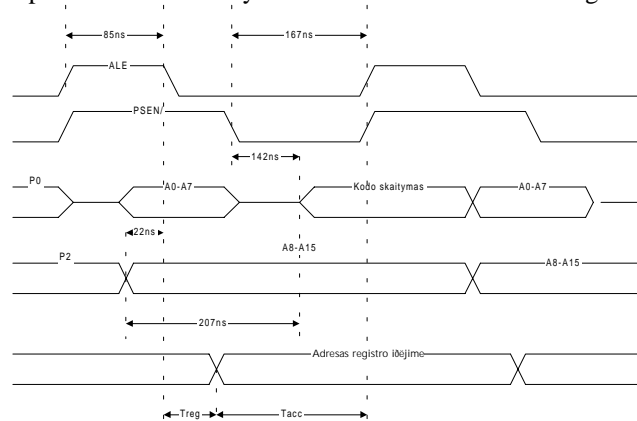 85ns 167ns
ALE
PSEN/
142ns
P0 A0-A7 Kodo skaitymas A0-A7
22ns
A8-A15
P2 A8-A15
207ns
Adresas registro iðëjime
Treg Tacc